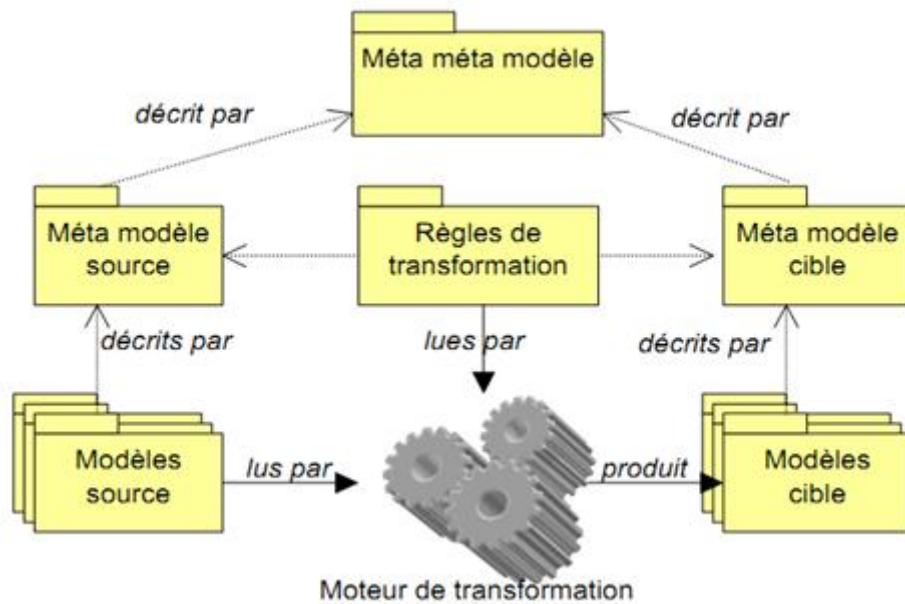 Méta méta modèle
décrit par
décrit par
Méta modèle
source
Règles de
transformation
Méta modèle
cible
décrits par
lues par
décrits par
Modèles
source
lus par
produit
Modèles
cible
Moteur de transformation